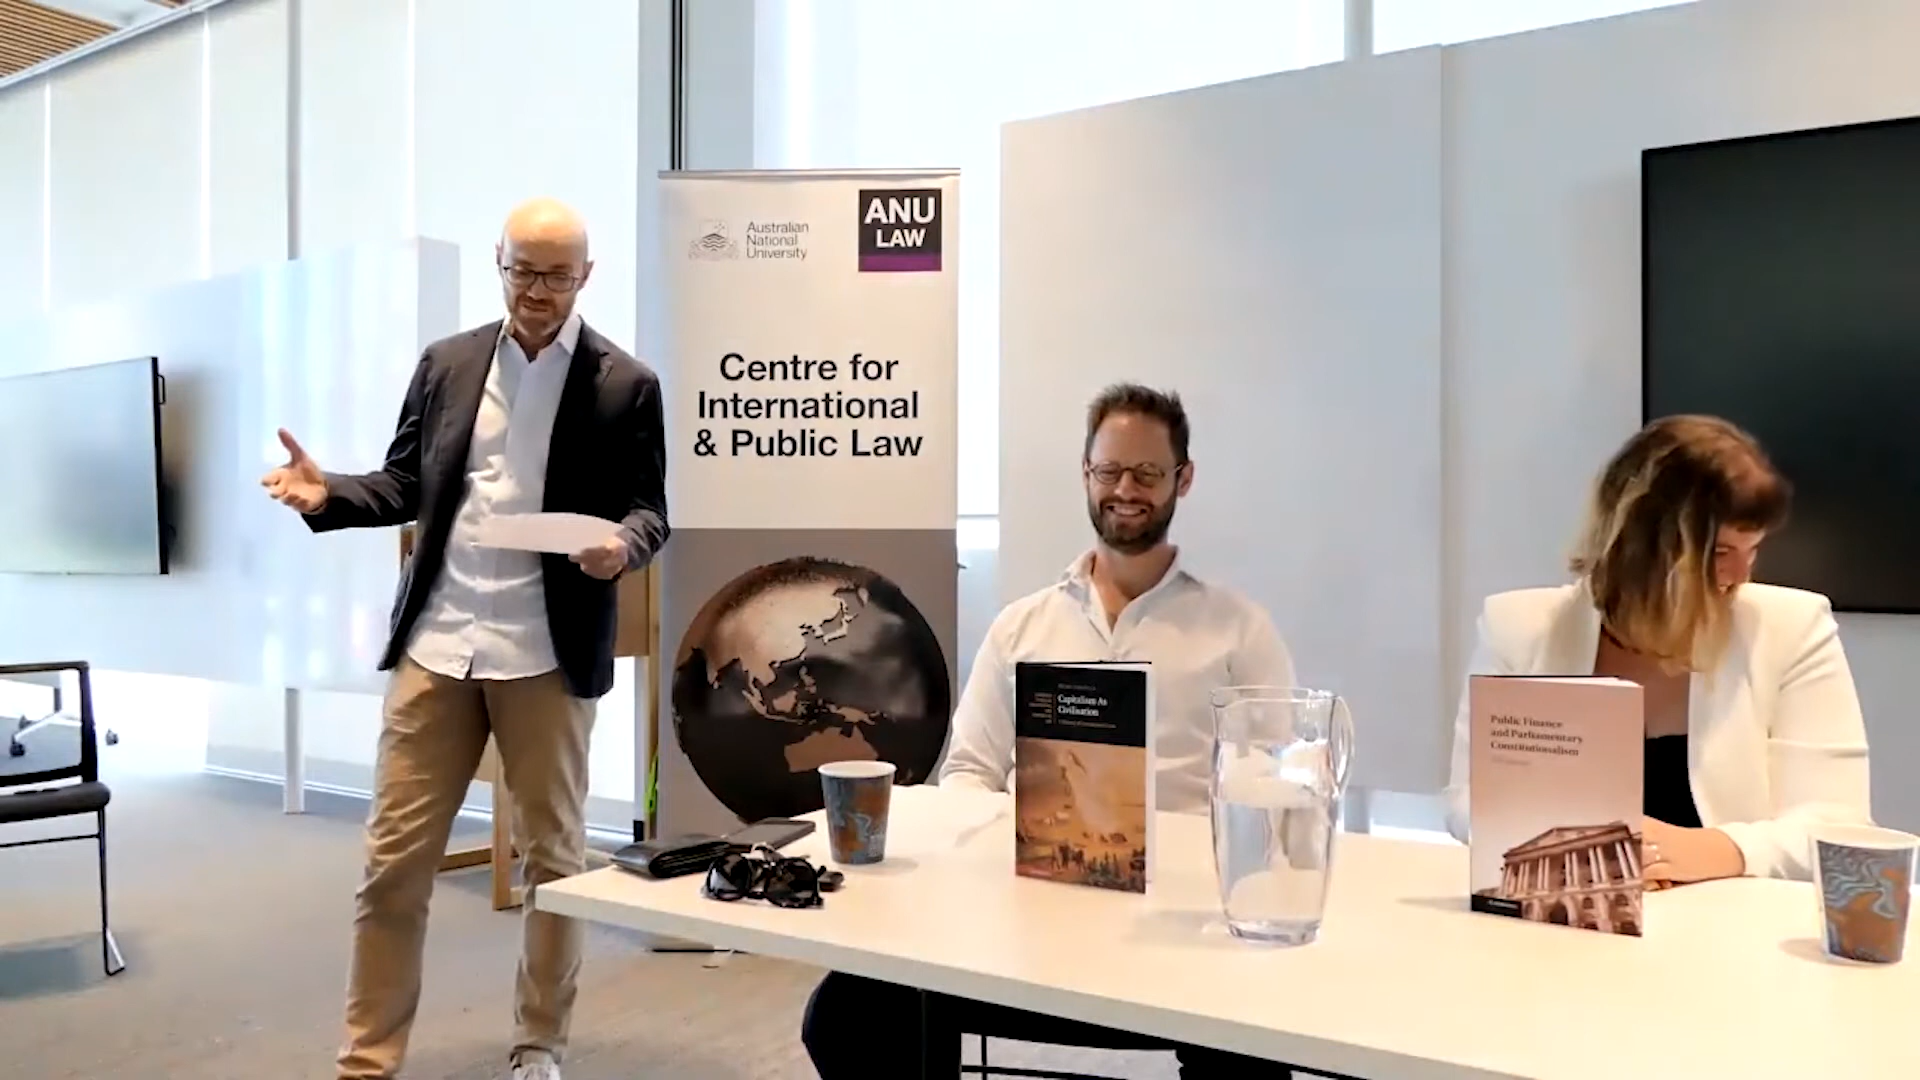 Australian
National
University
ANU
LAW
Centre for
International
& Public Law
Capitalism As
Civilisation
Public Finance
and Parliamentary
Constitutionalism